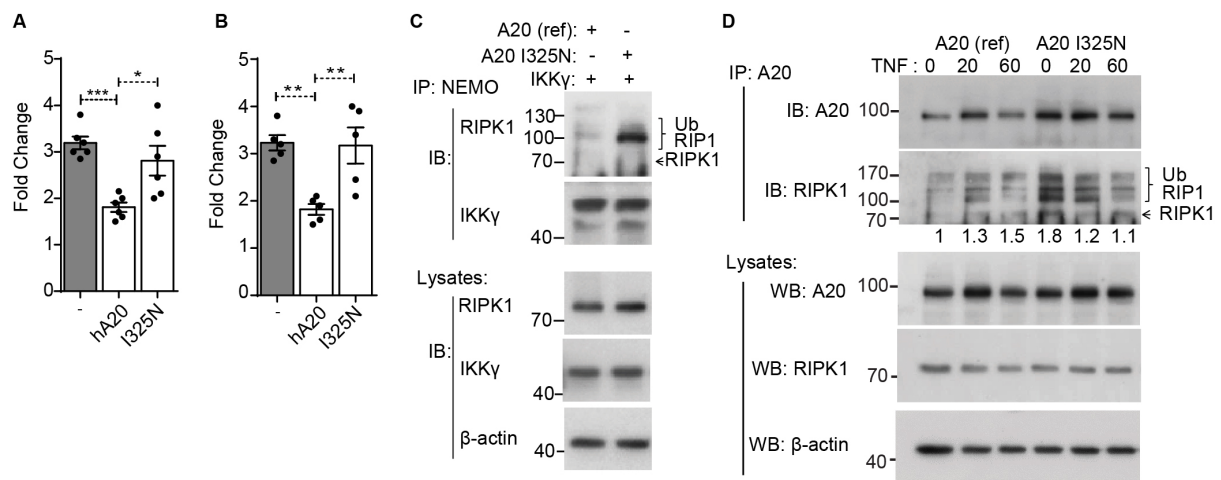 A
Fold Change
5
4
3
2
1
0
***
*
-
hA20
I325N
B
Fold Change
5
4
3
2
1
0
**
**
-
hA20
I325N
C
A20 (ref): + -
A20 I325N: - +
IP: NEMO IKKγ: + +
IB:
RIPK1
130
100
70
Ub
RIP1
RIPK1
IKKγ
40
Lysates:
IB:
RIPK1
70
IKKγ
40
β-actin
40
D
A20 (ref) A20 I325N
TNF : 0 20 60 0 20 60
IP: A20
IB: A20
100
IB: RIPK1
170
100
70
Ub
RIP1
RIPK1
1 1.3 1.5 1.8 1.2 1.1
Lysates:
WB: A20
100
WB: RIPK1
70
WB: β-actin
40